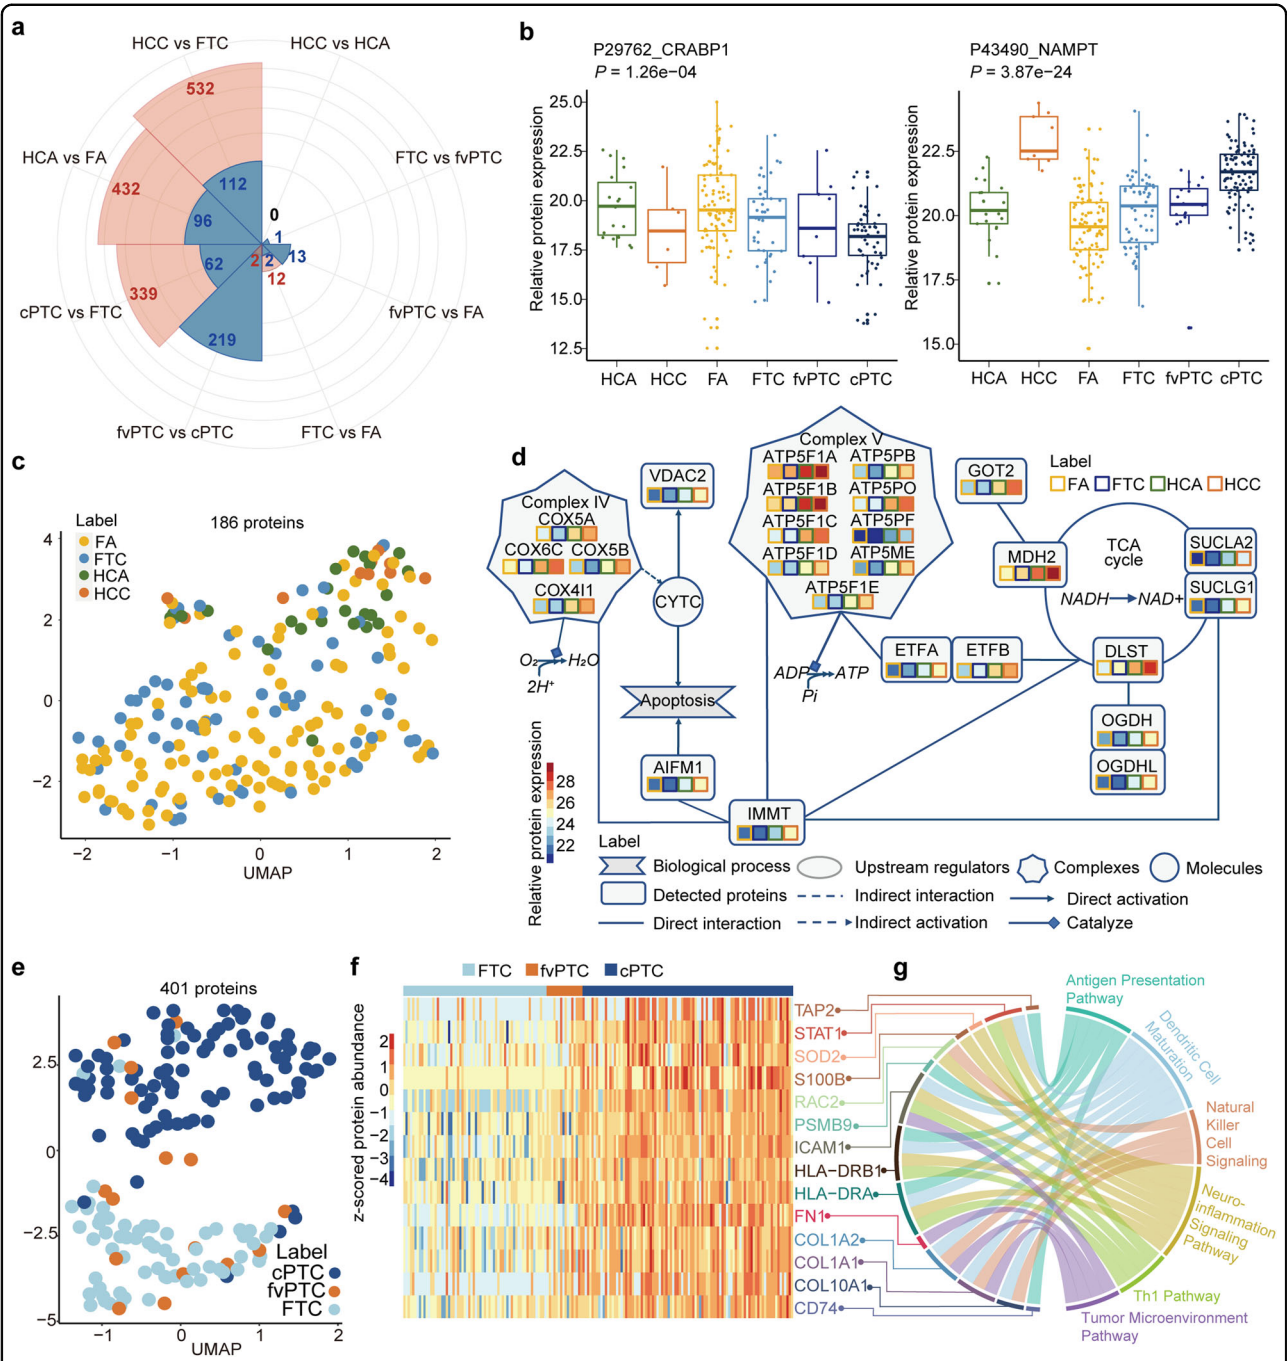 a
HCC vs FTC
HCC vs HCA
532
HCA vs FA
FTC vs fvPTC
432
112
96
0
1
62
2
2
13
12
339
cPTC vs FTC
fvPTC vs FA
219
fvPTC vs cPTC
FTC vs FA
b
P29762_CRABP1
P = 1.26e−04
Relative protein expression
25.0
22.5
20.0
17.5
15.0
12.5
HCA HCC FA FTC fvPTC cPTC
P43490_NAMPT
P = 3.87e−24
Relative protein expression
22.5
20.0
17.5
15.0
HCA HCC FA FTC fvPTC cPTC
c
186 proteins
Label
FA
FTC
HCA
HCC
4
2
0
−2
−2 −1 0 1 2
UMAP
d
Complex IV
COX5A
COX6C COX5B
COX4I1
O₂ H₂O
2H⁺
VDAC2
CYTC
Apoptosis
AIFM1
Complex V
ATP5F1A ATP5PB
ATP5F1B ATP5PO
ATP5F1C ATP5PF
ATP5F1D ATP5ME
ATP5F1E
ADP ATP
Pi
ETFA ETFB
IMMT
GOT2
Label
FA FTC HCA HCC
MDH2
TCA
cycle
NADH NAD+
SUCLA2
SUCLG1
DLST
OGDH
OGDHL
Relative protein expression
28
26
24
22
Label
Biological process Upstream regulators Complexes Molecules
Detected proteins Indirect interaction Direct activation
Direct interaction Indirect activation Catalyze
e
401 proteins
2.5
0
−2.5
−5
−1 0 1 2
UMAP
Label
cPTC
fvPTC
FTC
f
FTC fvPTC cPTC
z-scored protein abundance
2
1
0
−1
−2
−3
−4
TAP2
STAT1
SOD2
S100B
RAC2
PSMB9
ICAM1
HLA−DRB1
HLA−DRA
FN1
COL1A2
COL1A1
COL10A1
CD74
g
Antigen Presentation
Pathway
Dendritic Cell
Maturation
Natural
Killer
Cell
Signaling
Neuro-
inflammation
Signaling
Pathway
Th1 Pathway
Tumor Microenvironment
Pathway